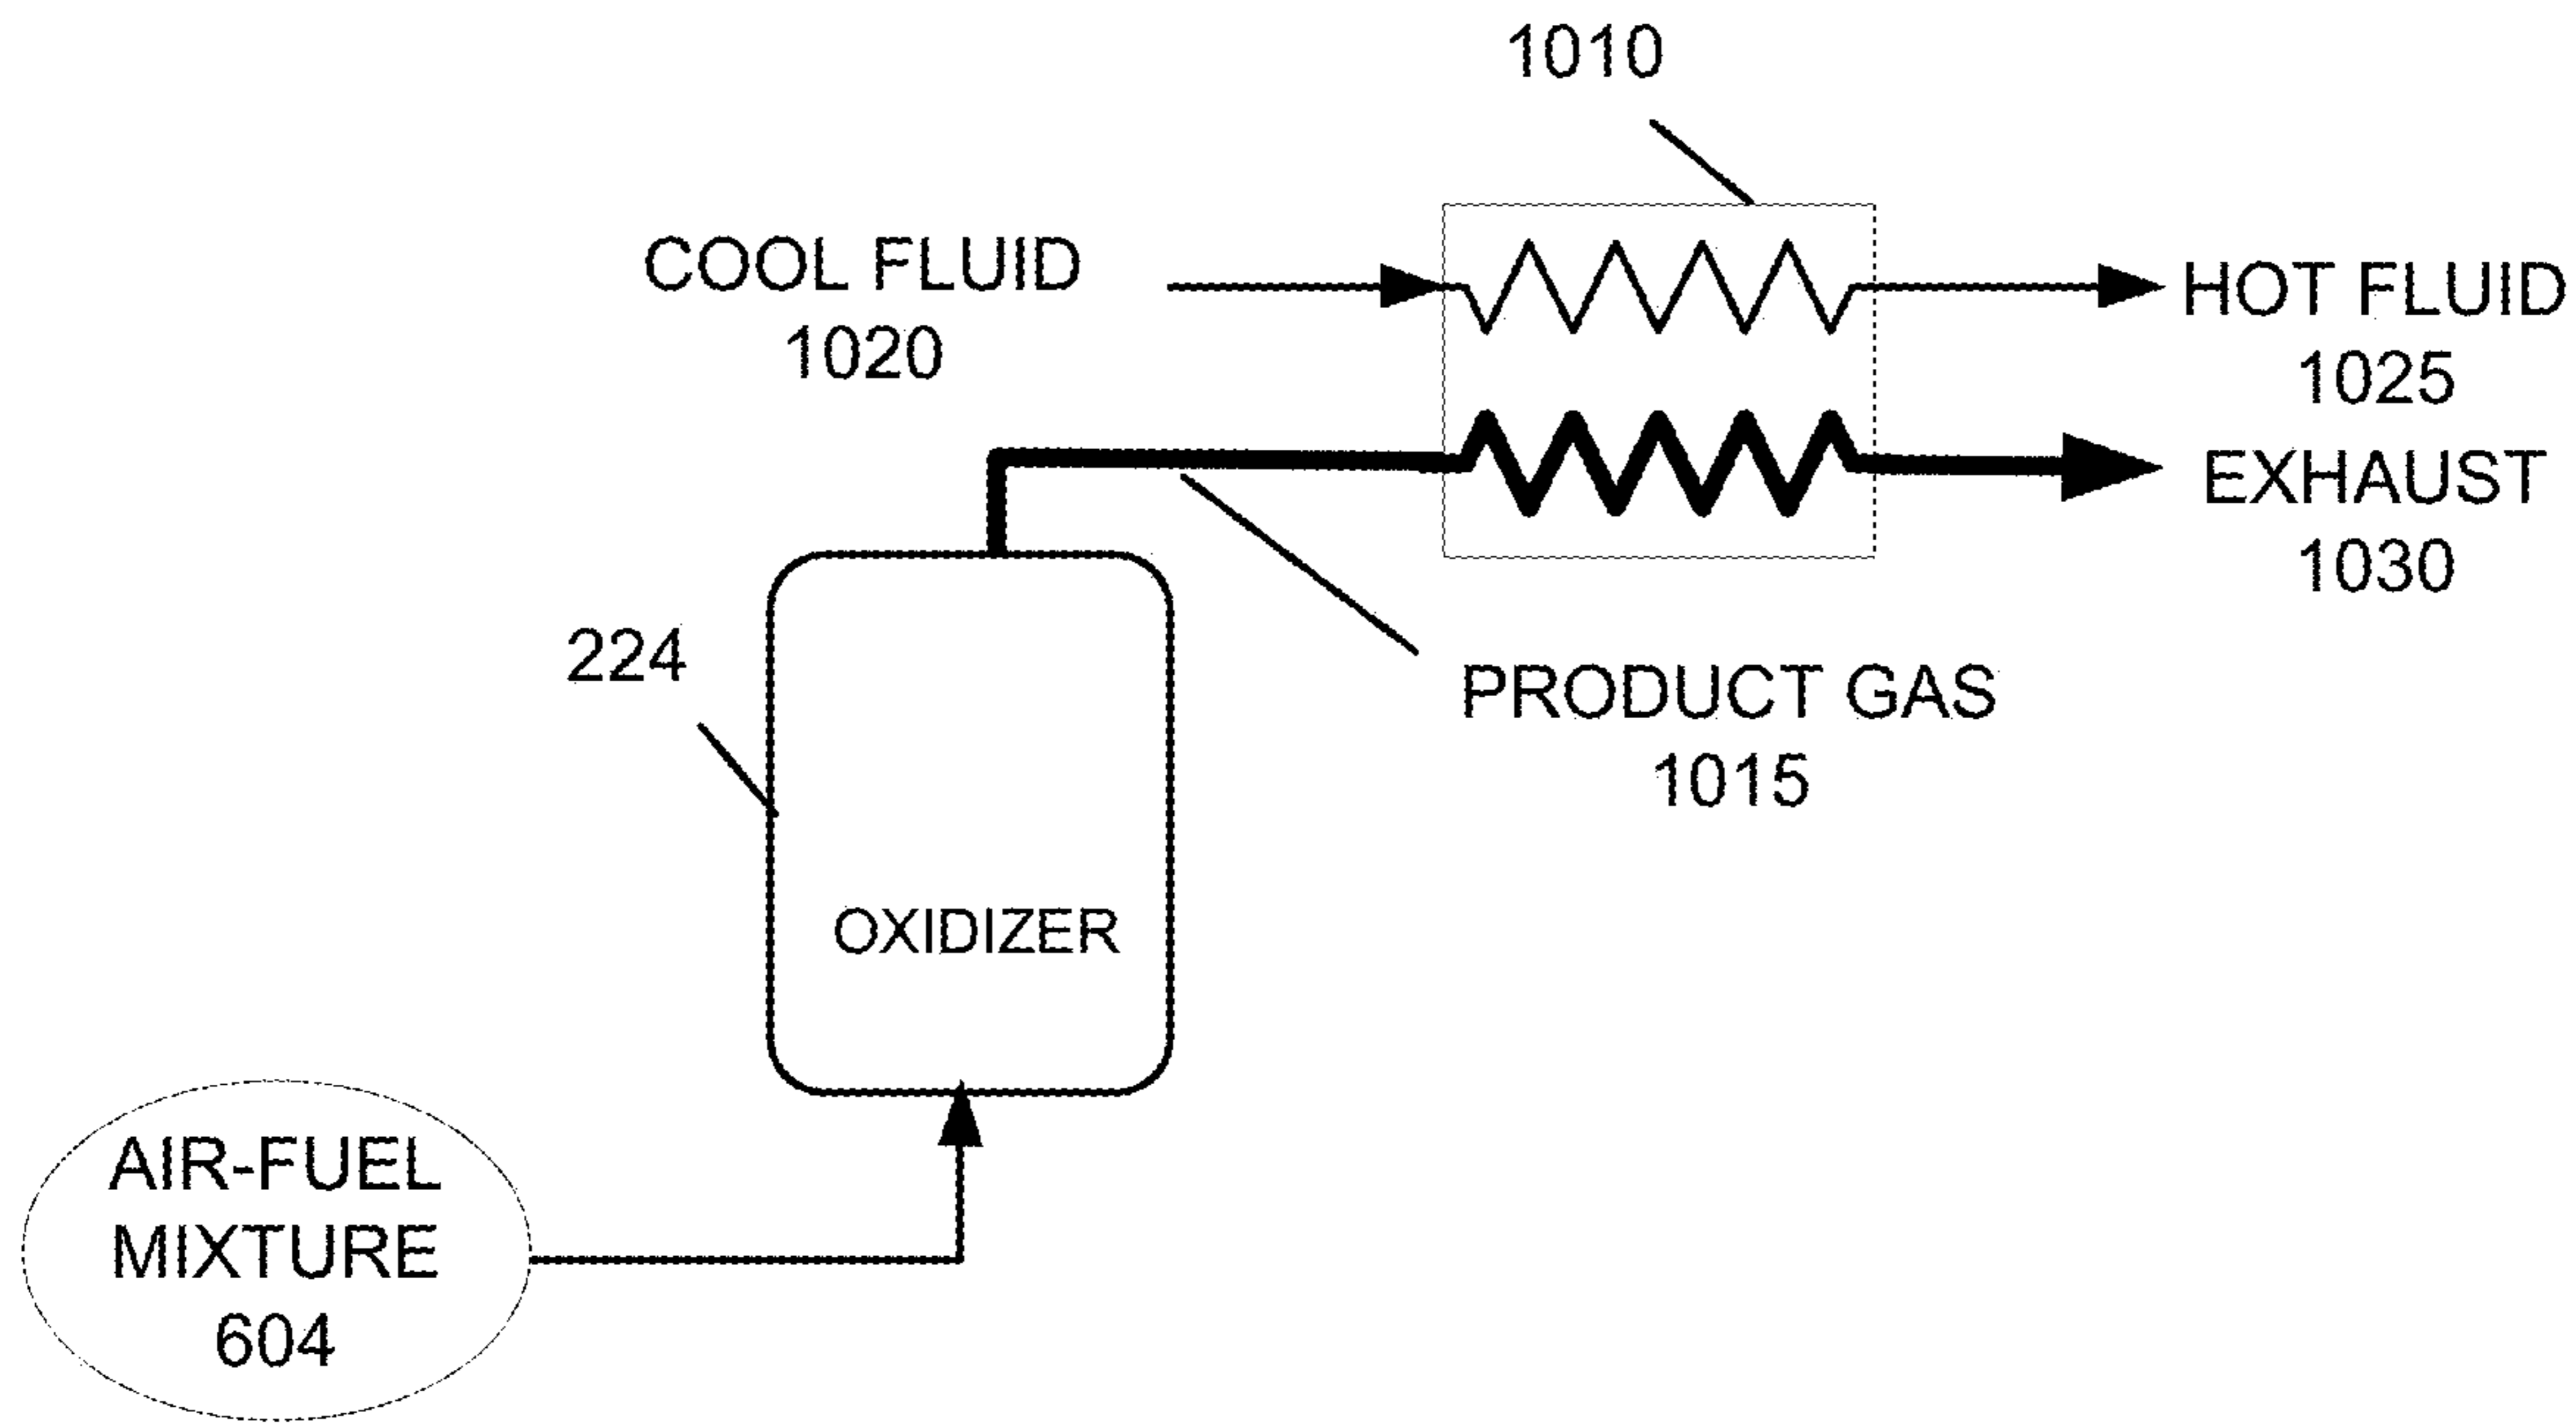 1010
COOL FLUID
1020
HOT FLUID
1025
EXHAUST
1030
224
PRODUCT GAS
1015
OXIDIZER
AIR-FUEL
MIXTURE
604